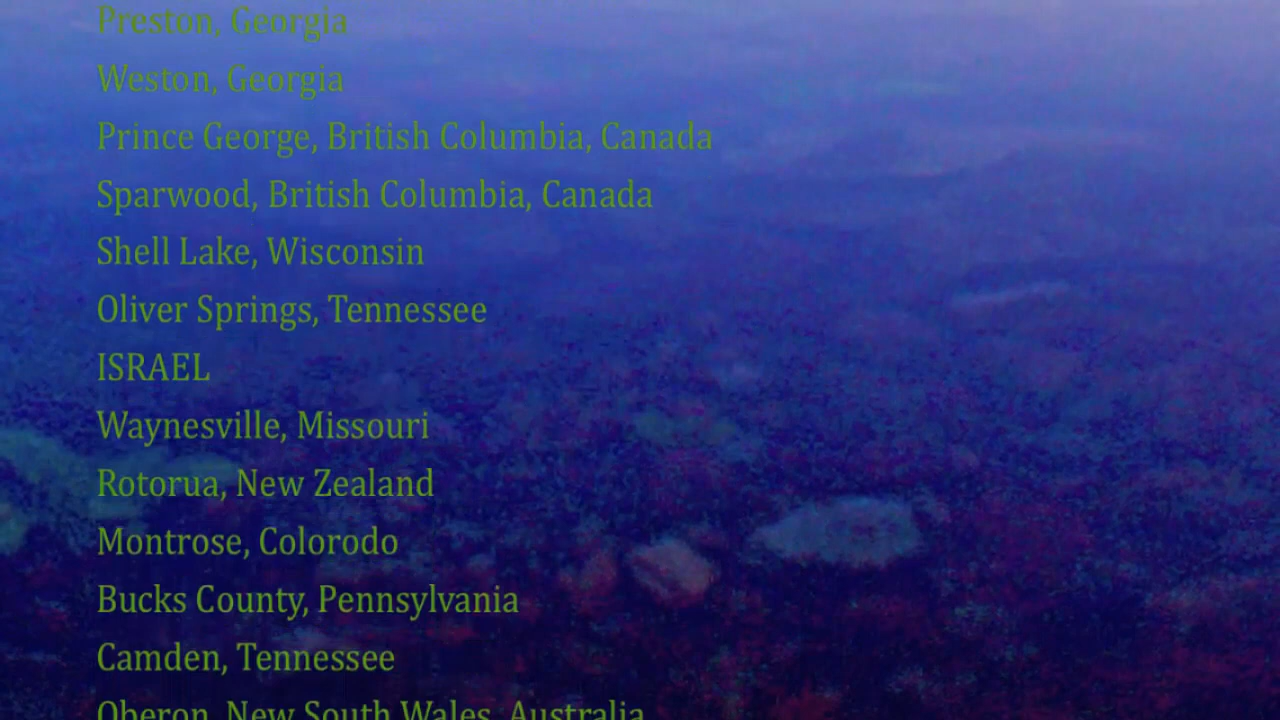 Preston, Georgia
Weston, Georgia
Prince George, British Columbia, Canada
Sparwood, British Columbia, Canada
Shell Lake, Wisconsin
Oliver Springs, Tennessee
ISRAEL
Waynesville, Missouri
Rotorua, New Zealand
Montrose, Colorodo
Bucks County, Pennsylvania
Camden, Tennessee
Oberon, New South Wales, Australia